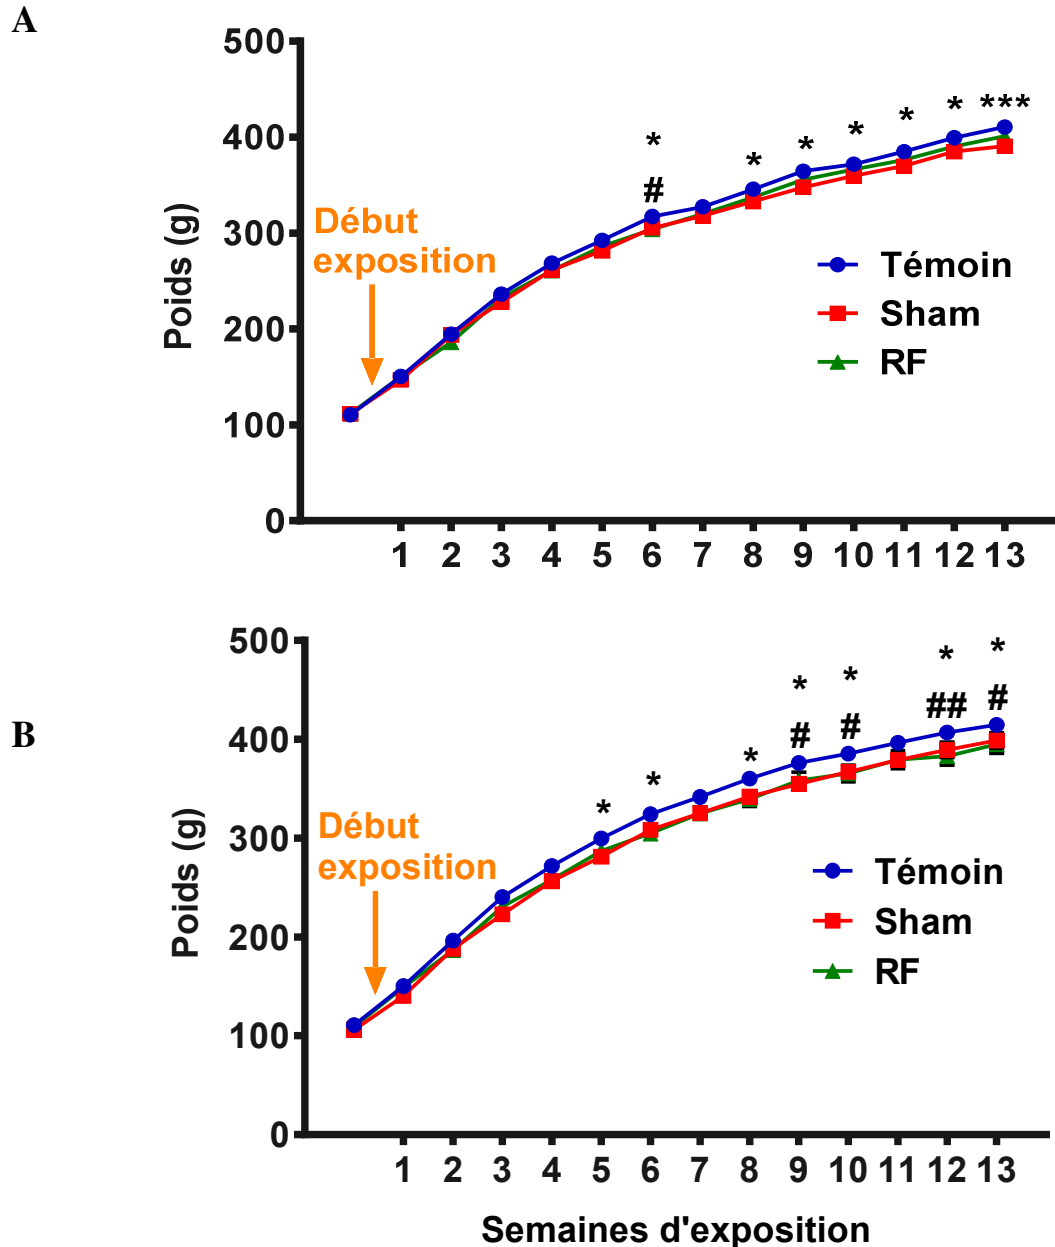 A
500
400
300
200
100
0
Poids (g)
* * * * * * ***
#
Début
exposition
Témoin
Sham
RF
1 2 3 4 5 6 7 8 9 10 11 12 13
B
500
400
300
200
100
0
Poids (g)
* * * * * * *
# # ## #
Début
exposition
Témoin
Sham
RF
1 2 3 4 5 6 7 8 9 10 11 12 13
Semaines d'exposition